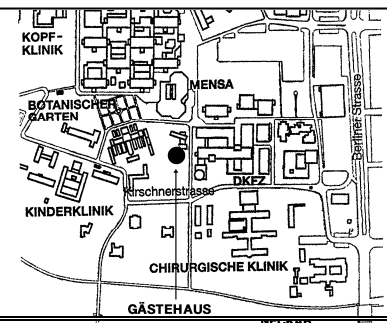 KOPF-
KLINIK
MENSA
BOTANISCHER
GARTEN
Berliner Strasse
DKFZ
Kirschnerstrasse
KINDERKLINIK
CHIRURGISCHE KLINIK
GÄSTEHAUS